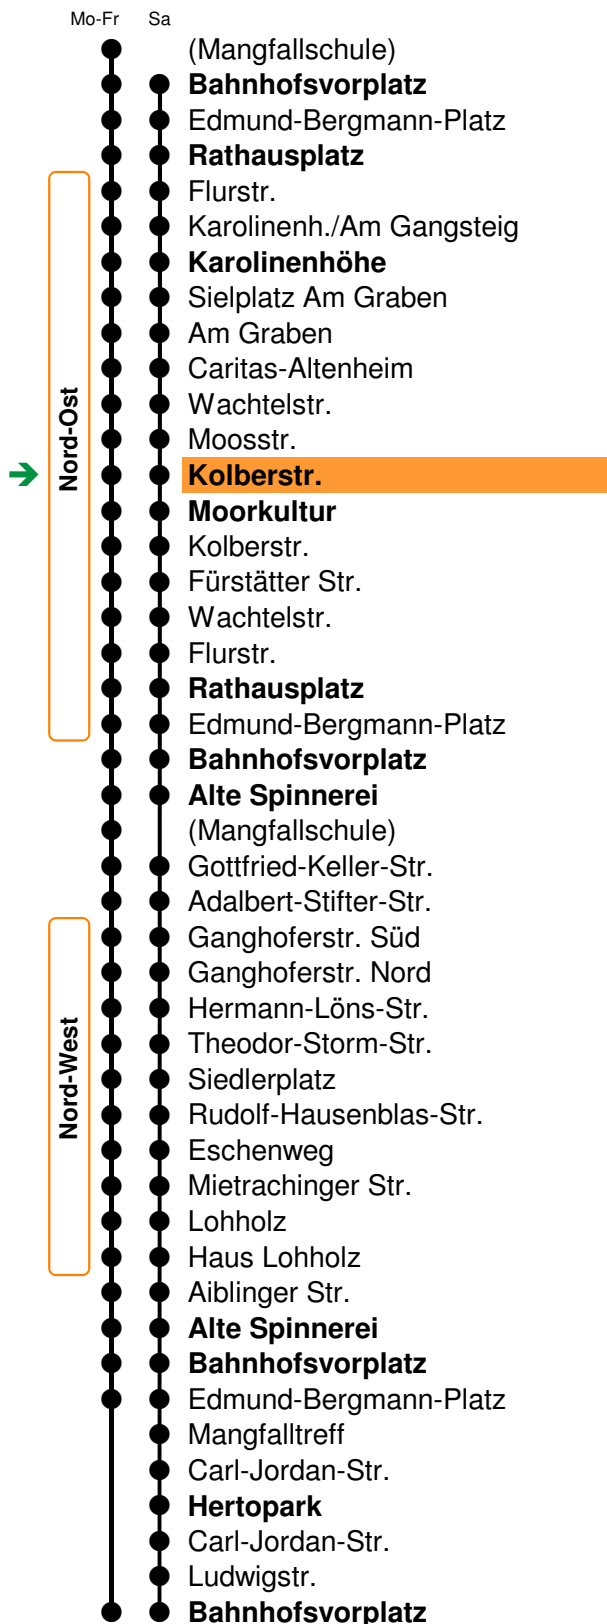 Mo-Fr Sa
(Mangfallschule)
Bahnhofsvorplatz
Edmund-Bergmann-Platz
Rathausplatz
Flurstr.
Karolinenh./Am Gangsteig
Karolinenhöhe
Sielplatz Am Graben
Am Graben
Caritas-Altenheim
Wachtelstr.
Nord-Ost
Moosstr.
Kolberstr.
Moorkultur
Kolberstr.
Fürstätter Str.
Wachtelstr.
Flurstr.
Rathausplatz
Edmund-Bergmann-Platz
Bahnhofsvorplatz
Alte Spinnerei
(Mangfallschule)
Gottfried-Keller-Str.
Adalbert-Stifter-Str.
Ganghoferstr. Süd
Ganghoferstr. Nord
Hermann-Löns-Str.
Theodor-Storm-Str.
Nord-West
Siedlerplatz
Rudolf-Hausenblas-Str.
Eschenweg
Mietrachinger Str.
Lohholz
Haus Lohholz
Aiblinger Str.
Alte Spinnerei
Bahnhofsvorplatz
Edmund-Bergmann-Platz
Mangfalltreff
Carl-Jordan-Str.
Hertopark
Carl-Jordan-Str.
Ludwigstr.
Bahnhofsvorplatz